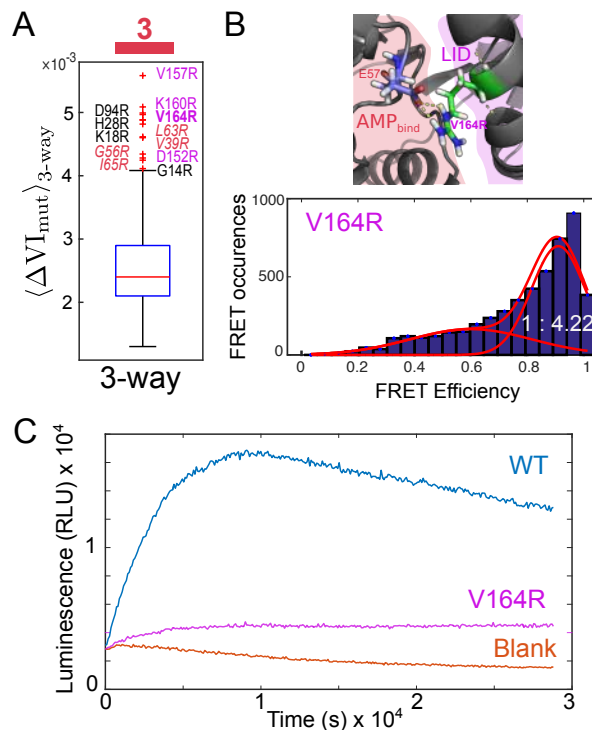 A
3
×10⁻³
5
4
3
2
⟨ΔVI_mut⟩_3-way
V157R
K160R
D94R
V164R
H28R
L63R
K18R
V39R
G56R
D152R
I65R
G14R
3-way
B
LID
E57
AMP_bind
V164R
V164R
1000
500
0
FRET occurences
1 : 4.22
0 0.2 0.4 0.6 0.8 1
FRET Efficiency
C
WT
V164R
Blank
Luminescence (RLU) x 10⁴
1
0
0 1 2 3
Time (s) x 10⁴